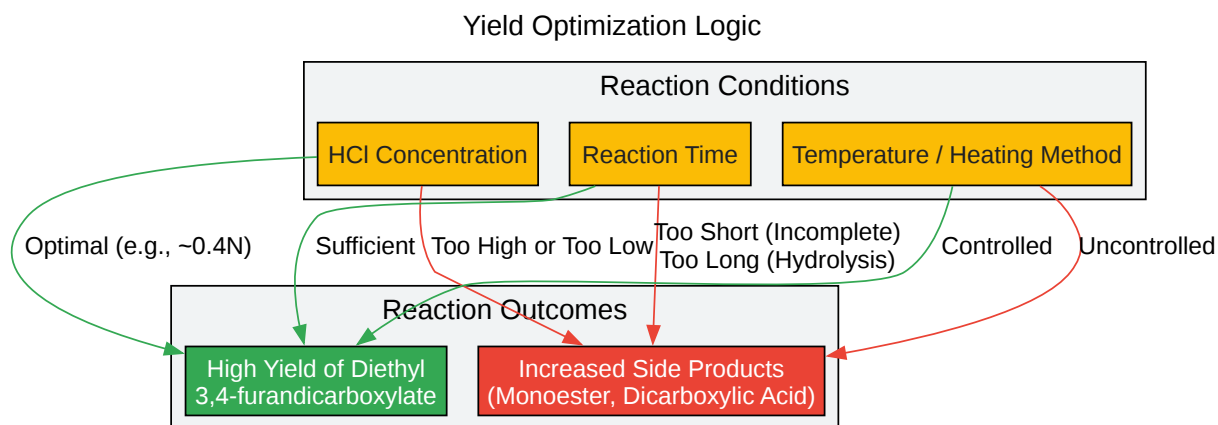 Yield Optimization Logic
Reaction Conditions
HCl Concentration
Reaction Time
Temperature / Heating Method
Optimal (e.g., ~0.4N)
Sufficient
Too High or Too Low
Too Short (Incomplete)
Too Long (Hydrolysis)
Controlled
Uncontrolled
Reaction Outcomes
High Yield of Diethyl
3,4-furandicarboxylate
Increased Side Products
(Monoester, Dicarboxylic Acid)